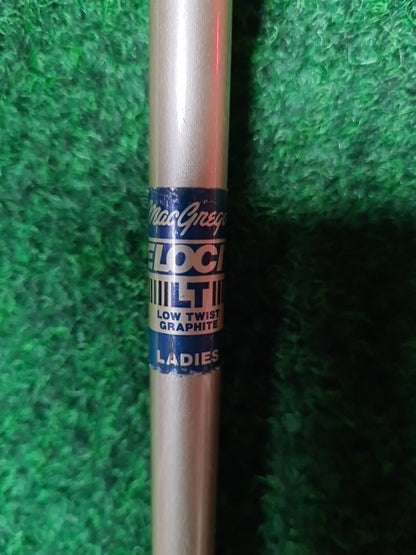 MacGrego
ELOCI
LT
LOW TWIST
GRAPHITE
LADIES